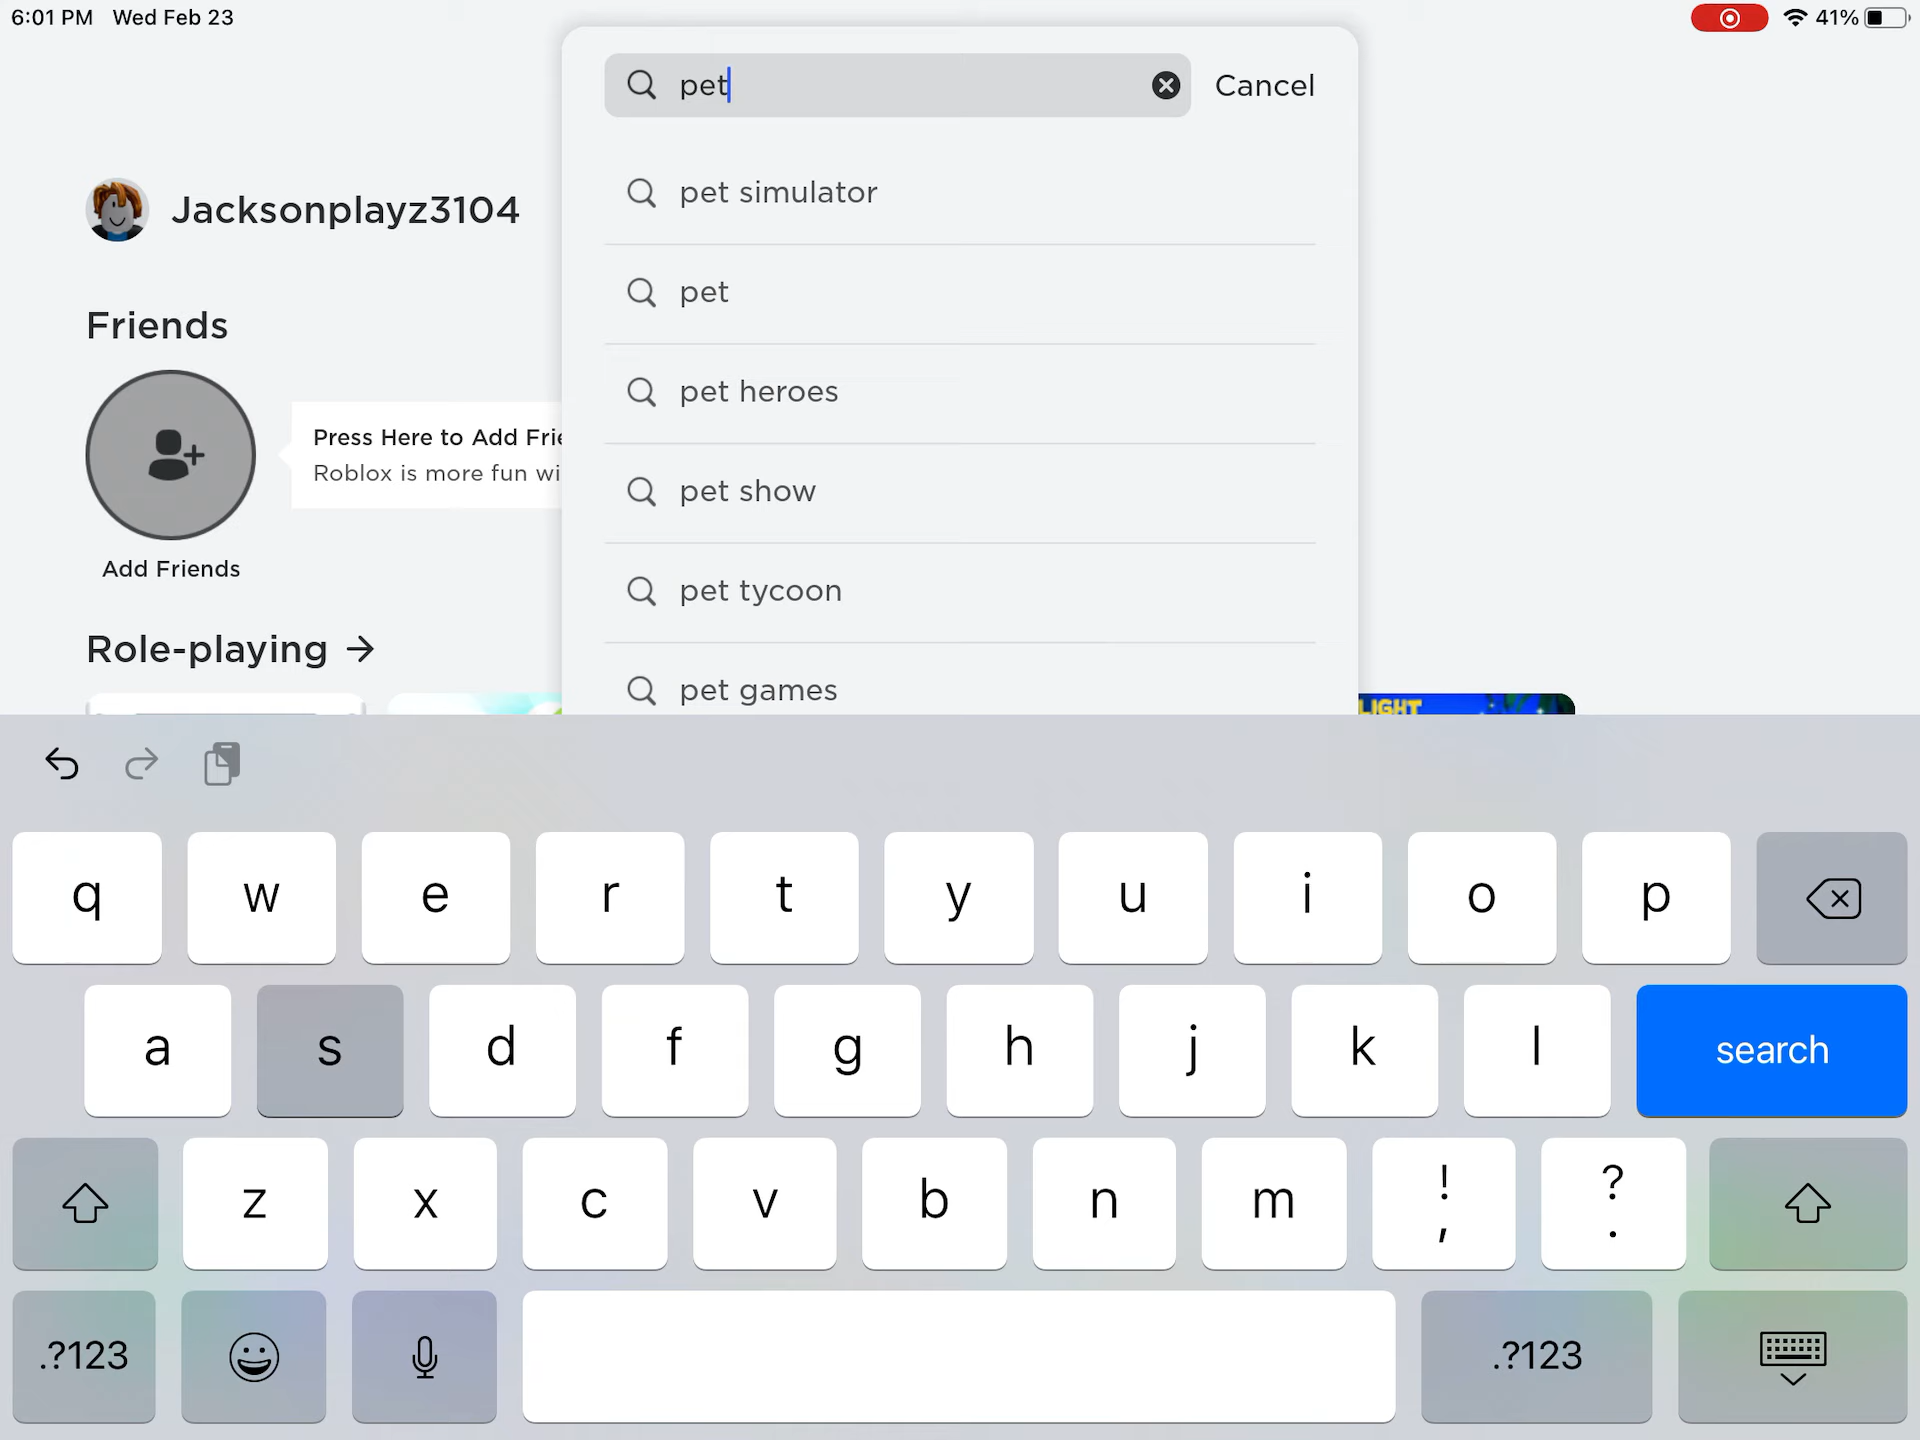 6:01 PM Wed Feb 23
41%
pet
Cancel
pet simulator
pet
pet heroes
pet show
pet tycoon
pet games
Jacksonplayz3104
Friends
Press Here to Add Frie
Roblox is more fun wi
Add Friends
Role-playing →
LIGHT
q w e r t y u i o p
a s d f g h j k l search
z x c v b n m ! , ? .
.?123 .?123